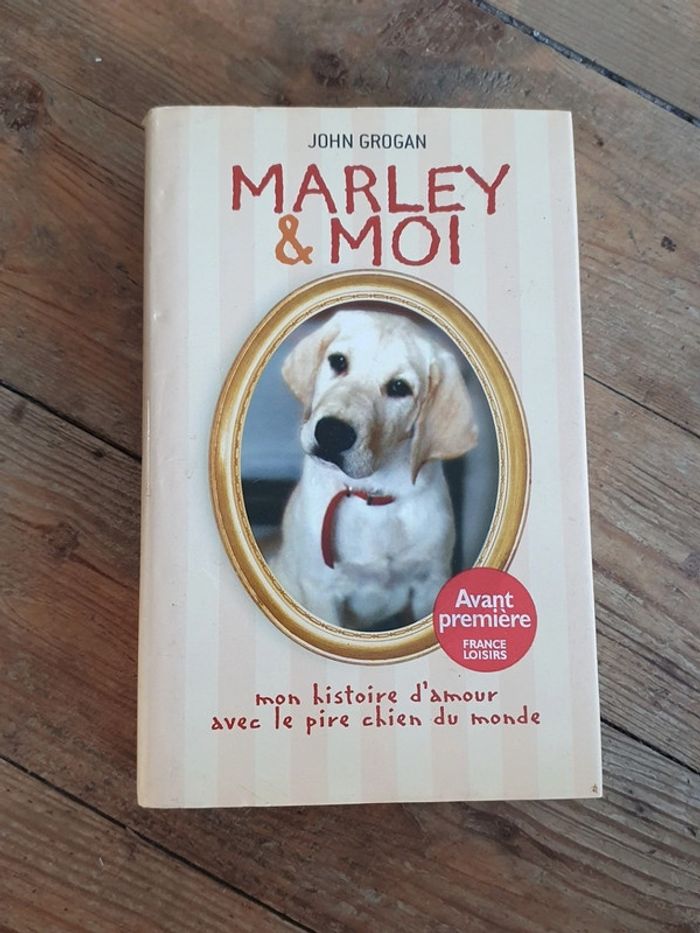 JOHN GROGAN
MARLEY
& MOI
Avant
première
FRANCE
LOISIRS
mon histoire d'amour
avec le pire chien du monde